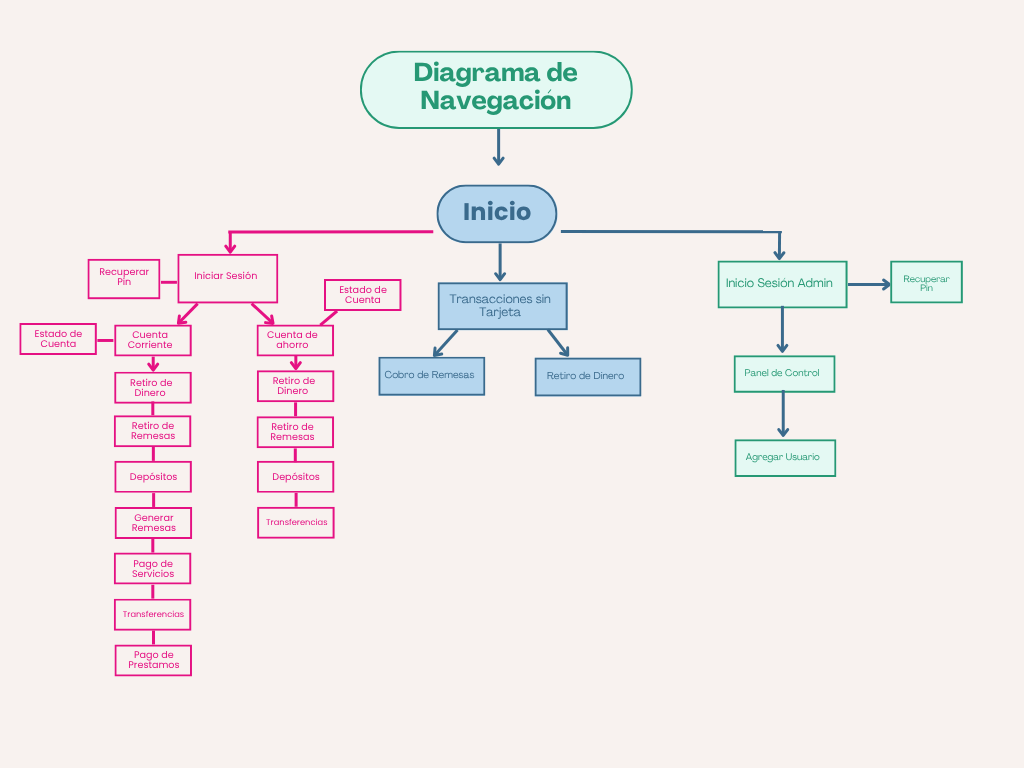 Diagrama de
Navegación
Inicio
Recuperar
Pin
Iniciar Sesión
Estado de
Cuenta
Estado de
Cuenta
Cuenta
Corriente
Cuenta de
ahorro
Retiro de
Dinero
Retiro de
Dinero
Retiro de
Remesas
Retiro de
Remesas
Depósitos
Depósitos
Generar
Remesas
Transferencias
Pago de
Servicios
Transferencias
Pago de
Prestamos
Transacciones sin
Tarjeta
Cobro de Remesas
Retiro de Dinero
Inicio Sesión Admin
Recuperar
Pin
Panel de Control
Agregar Usuario